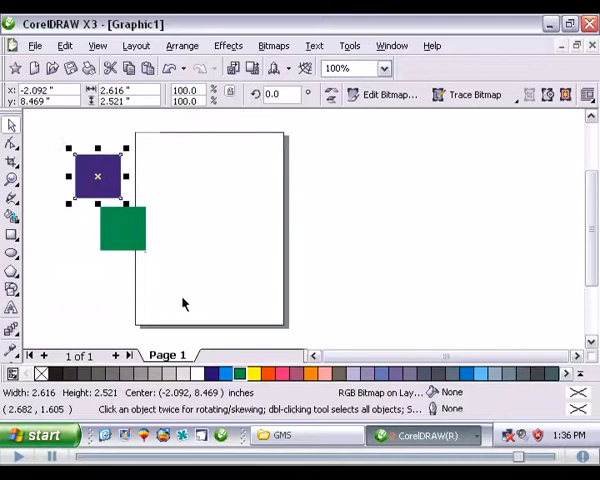 CorelDRAW X3 - [Graphic1]
File Edit View Layout Arrange Effects Bitmaps Text Tools Window Help
100%
x: -2.092 " 2.616 " 100.0 % 0.0 ° Edit Bitmap... Trace Bitmap
y: 8.469 " 2.521 " 100.0 %
1 of 1 Page 1
Width: 2.616 Height: 2.521 Center: (-2.092, 8.469) inches RGB Bitmap on Lay... None
(2.682 , 1.605) Click an object twice for rotating/skewing; dbl-clicking tool selects all objects; S... None
start GMS CorelDRAW(R) 1:36 PM